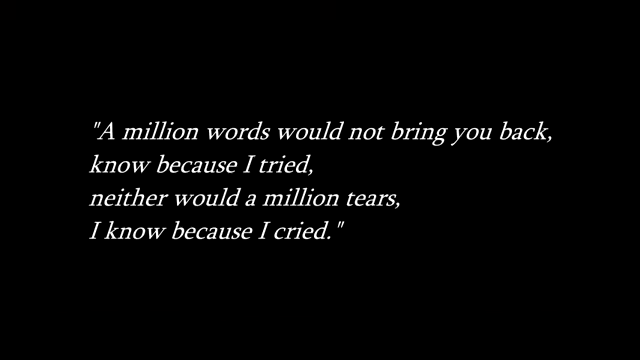 "A million words would not bring you back,
know because I tried,
neither would a million tears,
I know because I cried."